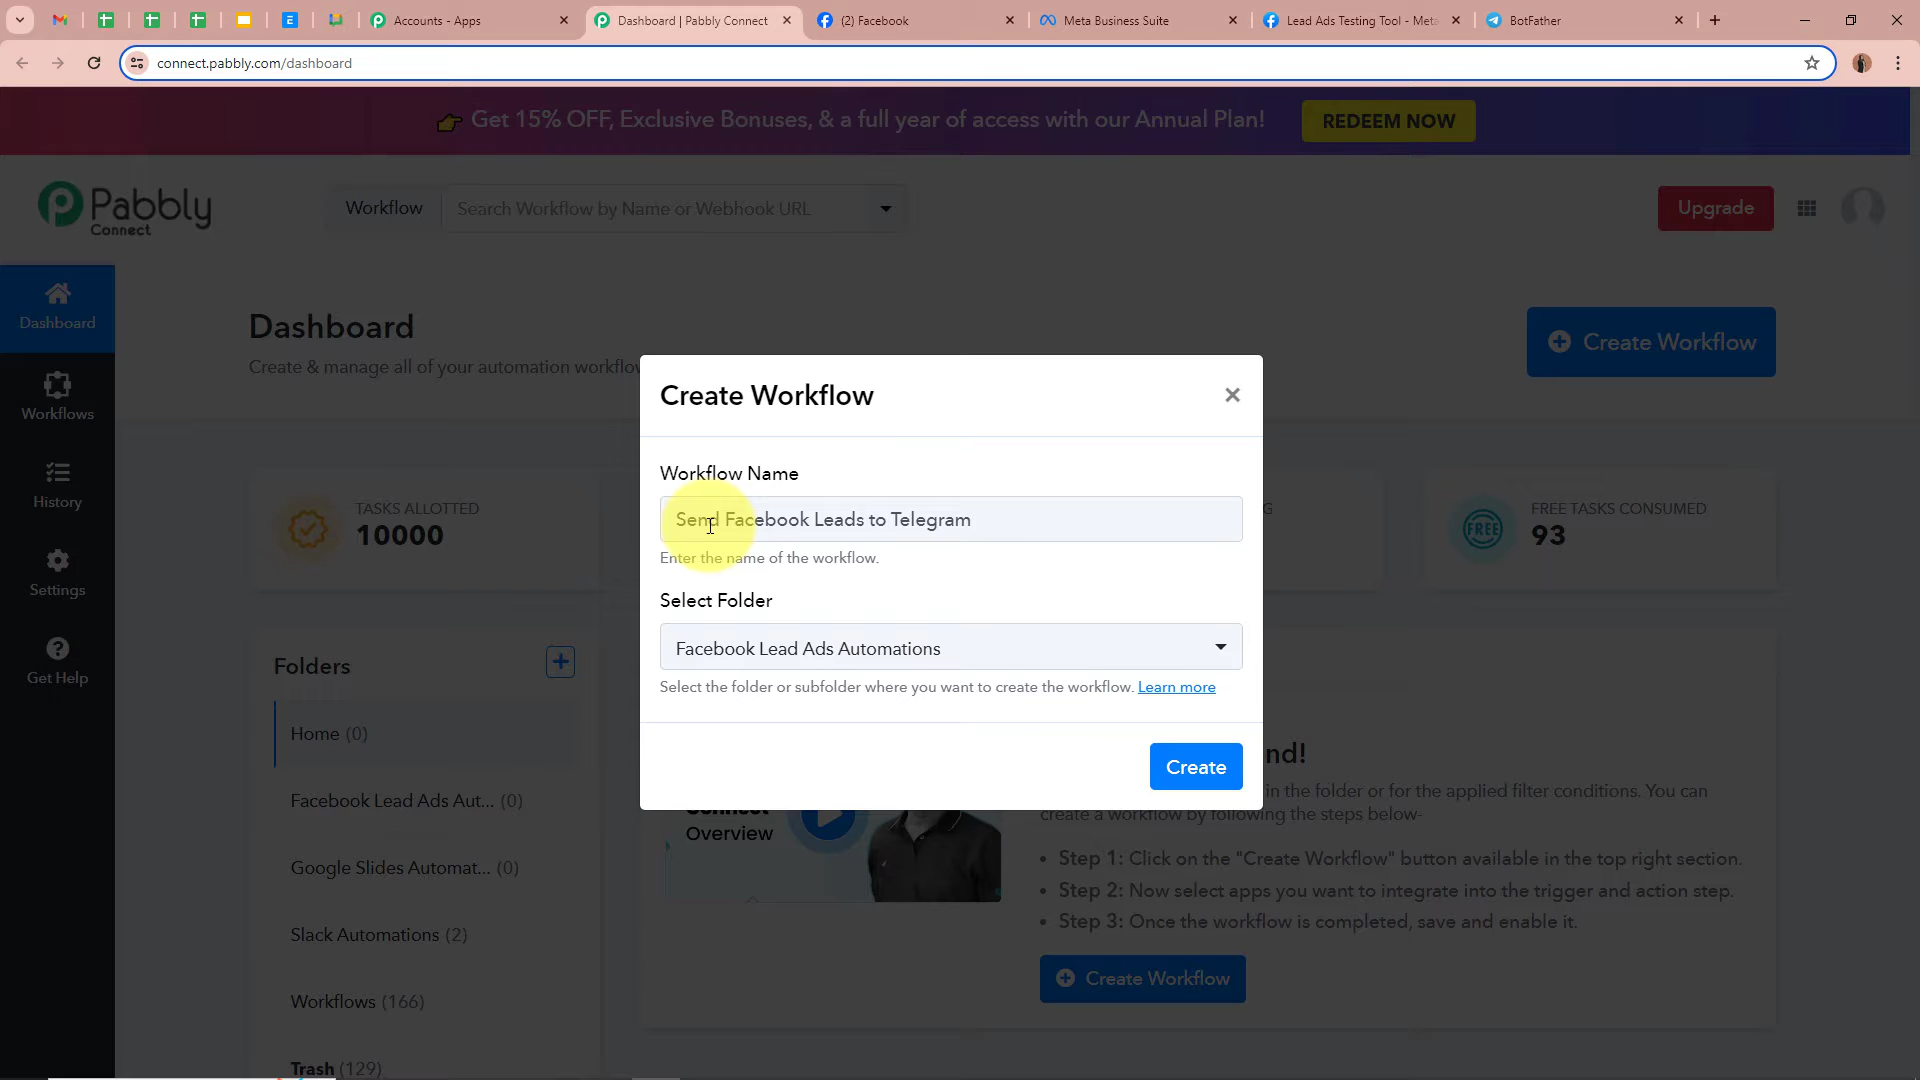 Accounts - Apps
Dashboard | Pabbly Connect
(2) Facebook
Meta Business Suite
Lead Ads Testing Tool - Meta
BotFather
connect.pabbly.com/dashboard
Get 15% OFF, Exclusive Bonuses, & a full year of access with our Annual Plan!
REDEEM NOW
Pabbly
Connect
Workflow
Search Workflow by Name or Webhook URL
Upgrade
Dashboard
Workflows
History
Settings
Get Help
Dashboard
Create & manage all of your automation workflow
Create Workflow
TASKS ALLOTTED
10000
G
FREE
FREE TASKS CONSUMED
93
Folders
Home (0)
Facebook Lead Ads Aut... (0)
Google Slides Automat... (0)
Slack Automations (2)
Workflows (166)
Trash (129)
Create Workflow
Workflow Name
Send Facebook Leads to Telegram
Enter the name of the workflow.
Select Folder
Facebook Lead Ads Automations
Select the folder or subfolder where you want to create the workflow. Learn more
Create
Connect
Overview
nd!
in the folder or for the applied filter conditions. You can
create a workflow by following the steps below-
Step 1: Click on the "Create Workflow" button available in the top right section.
Step 2: Now select apps you want to integrate into the trigger and action step.
Step 3: Once the workflow is completed, save and enable it.
Create Workflow